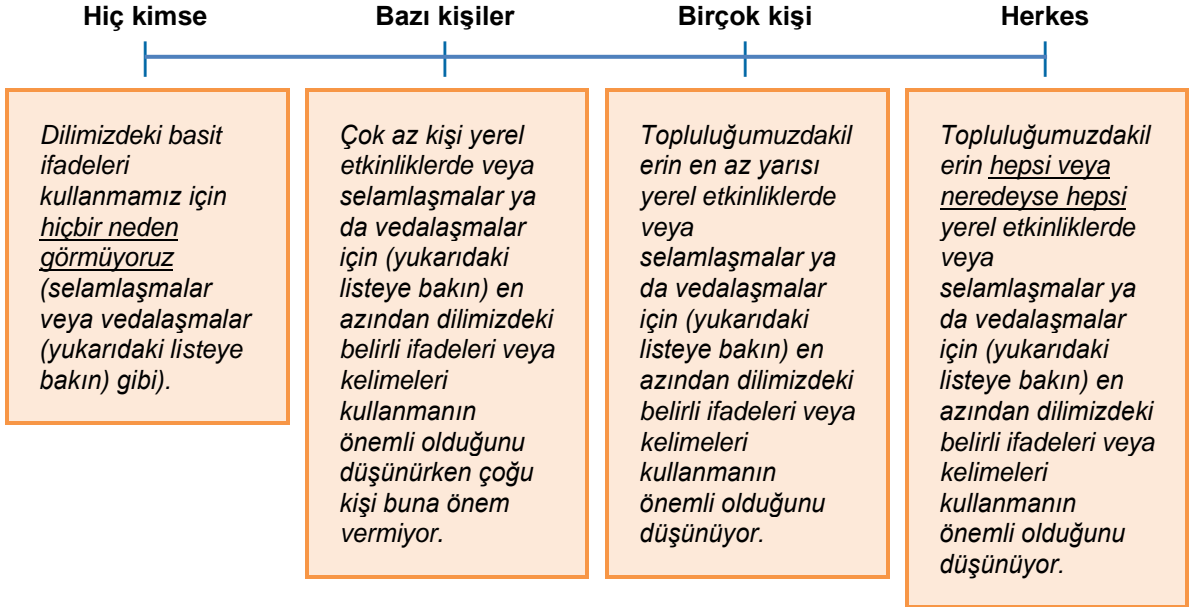 Hiç kimse
Bazı kişiler
Birçok kişi
Herkes
Dilimizdeki basit
ifadeleri
kullanmamız için
hiçbir neden
görmüyoruz
(selamlaşmalar
veya vedalaşmalar
(yukarıdaki listeye
bakın) gibi).
Çok az kişi yerel
etkinliklerde veya
selamlaşmalar ya
da vedalaşmalar
için (yukarıdaki
listeye bakın) en
azından dilimizdeki
belirli ifadeleri veya
kelimeleri
kullanmanın
önemli olduğunu
düşünürken çoğu
kişi buna önem
vermiyor.
Topluluğumuzdakil
erin en az yarısı
yerel etkinliklerde
veya
selamlaşmalar ya
da vedalaşmalar
için (yukarıdaki
listeye bakın) en
azından dilimizdeki
belirli ifadeleri veya
kelimeleri
kullanmanın
önemli olduğunu
düşünüyor.
Topluluğumuzdakil
erin hepsi veya
neredeyse hepsi
yerel etkinliklerde
veya
selamlaşmalar ya
da vedalaşmalar
için (yukarıdaki
listeye bakın) en
azından dilimizdeki
belirli ifadeleri veya
kelimeleri
kullanmanın
önemli olduğunu
düşünüyor.